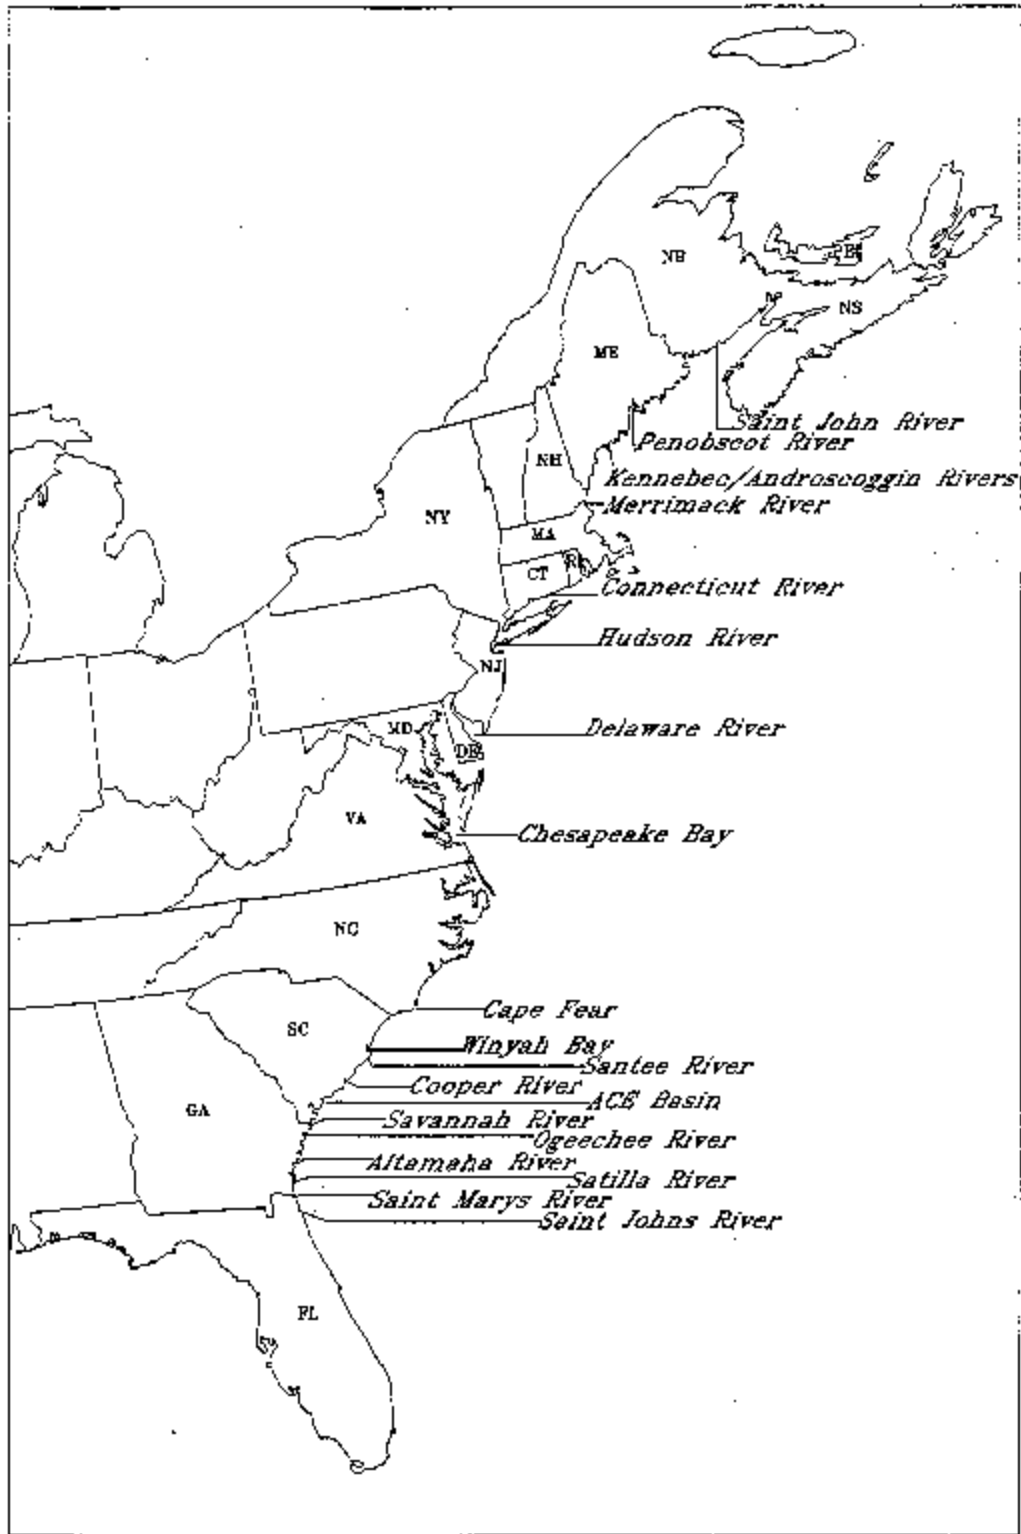 NB
E
NS
ME
Saint John River
Penobscot River
NH
Kennebec/Androscoggin Rivers
Merrimack River
NY
MA
CT
RI
Connecticut River
Hudson River
NJ
MD
DE
Delaware River
VA
Chesapeake Bay
NC
Cape Fear
SC
Winyah Bay
Santee River
Cooper River
ACE Basin
GA
Savannah River
Ogeechee River
Altamaha River
Satilla River
Saint Marys River
Saint Johns River
FL